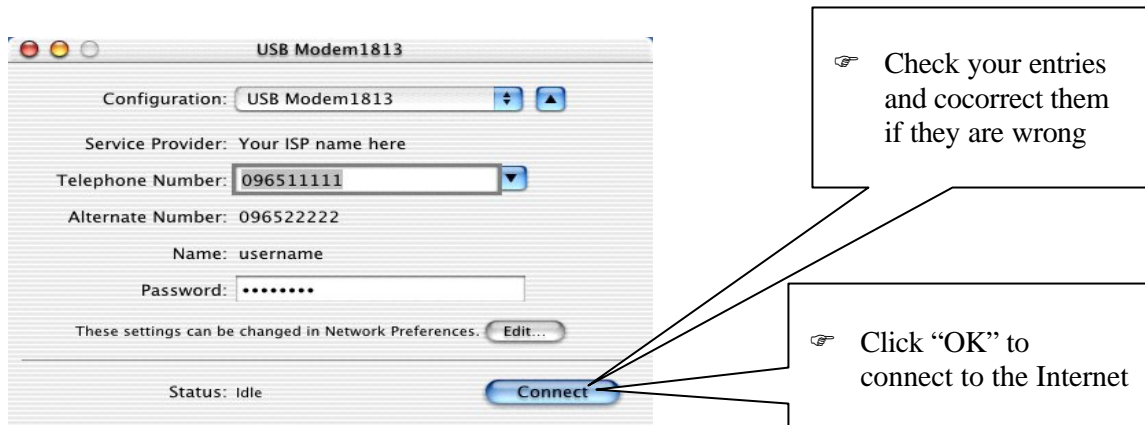 USB Modem1813
Configuration: USB Modem1813
Service Provider: Your ISP name here
Telephone Number: 096511111
Alternate Number: 096522222
Name: username
Password: ••••••••
These settings can be changed in Network Preferences. Edit...
Status: Idle
Connect
☞ Check your entries
and cocorrect them
if they are wrong
☞ Click “OK” to
connect to the Internet